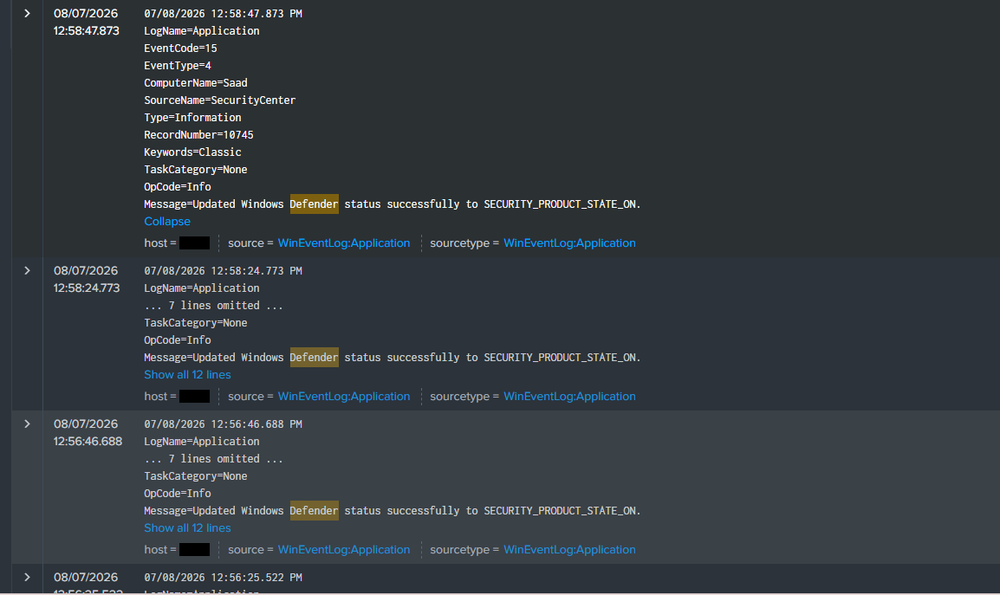 08/07/2026 07/08/2026 12:58:47.873 PM
12:58:47.873 LogName=Application
EventCode=15
EventType=4
ComputerName=Saad
SourceName=SecurityCenter
Type=Information
RecordNumber=10745
Keywords=Classic
TaskCategory=None
OpCode=Info
Message=Updated Windows Defender status successfully to SECURITY_PRODUCT_STATE_ON.
Collapse
host = source = WinEventLog:Application sourcetype = WinEventLog:Application
08/07/2026 07/08/2026 12:58:24.773 PM
12:58:24.773 LogName=Application
... 7 lines omitted ...
TaskCategory=None
OpCode=Info
Message=Updated Windows Defender status successfully to SECURITY_PRODUCT_STATE_ON.
Show all 12 lines
host = source = WinEventLog:Application sourcetype = WinEventLog:Application
08/07/2026 07/08/2026 12:56:46.688 PM
12:56:46.688 LogName=Application
... 7 lines omitted ...
TaskCategory=None
OpCode=Info
Message=Updated Windows Defender status successfully to SECURITY_PRODUCT_STATE_ON.
Show all 12 lines
host = source = WinEventLog:Application sourcetype = WinEventLog:Application
08/07/2026 07/08/2026 12:56:25.522 PM
12:56:25.522 LogName=Application